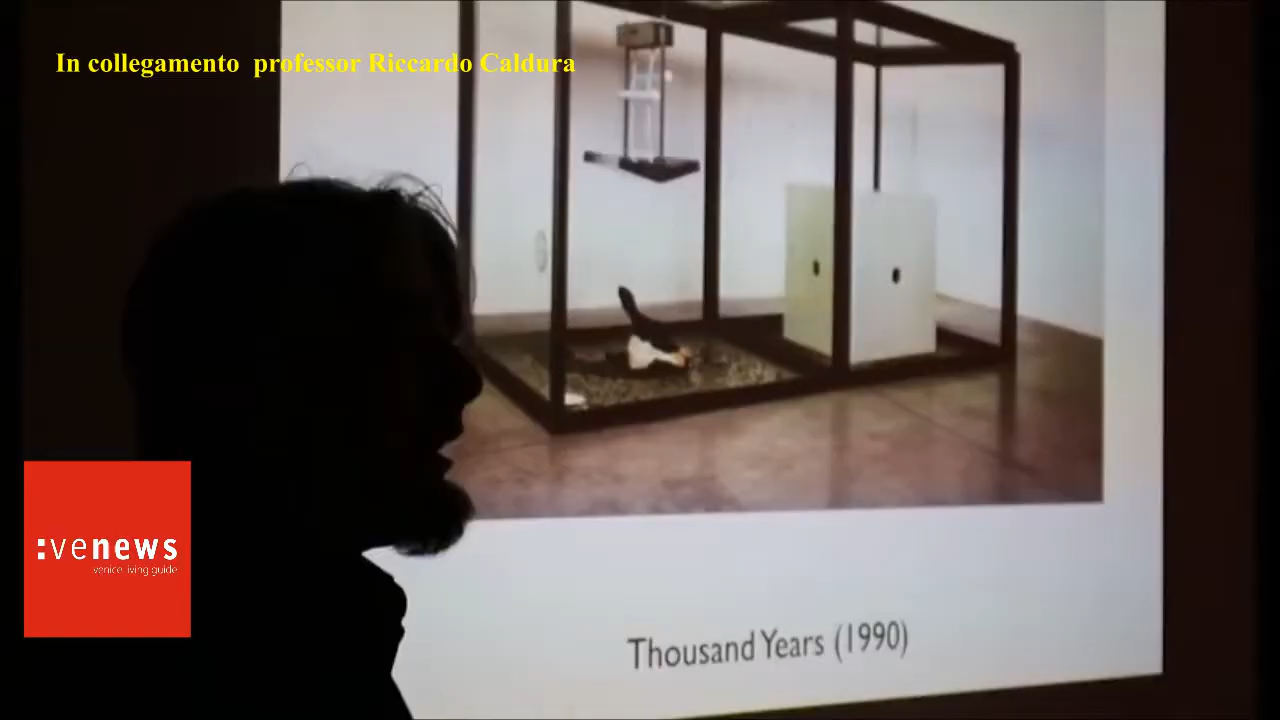 In collegamento professor Riccardo Caldura
:venews
venice living guide
Thousand Years (1990)